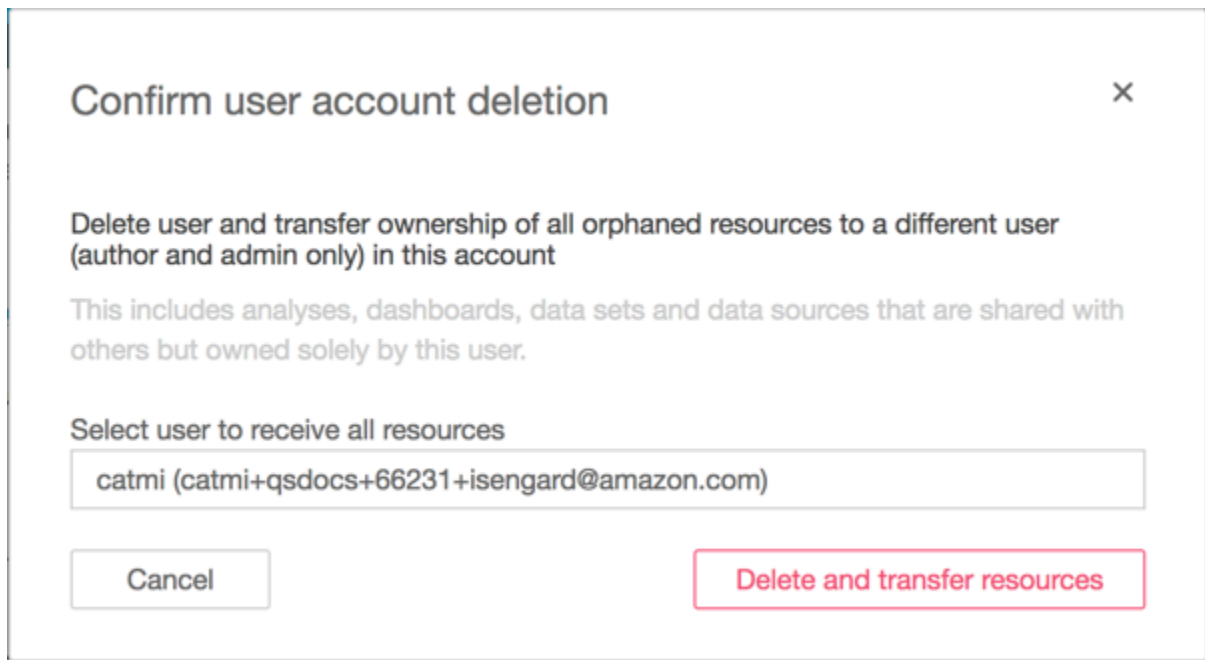 Confirm user account deletion
Delete user and transfer ownership of all orphaned resources to a different user
(author and admin only) in this account
This includes analyses, dashboards, data sets and data sources that are shared with
others but owned solely by this user.
Select user to receive all resources
catmi (catmi+qsdocs+66231+isengard@amazon.com)
Cancel
Delete and transfer resources